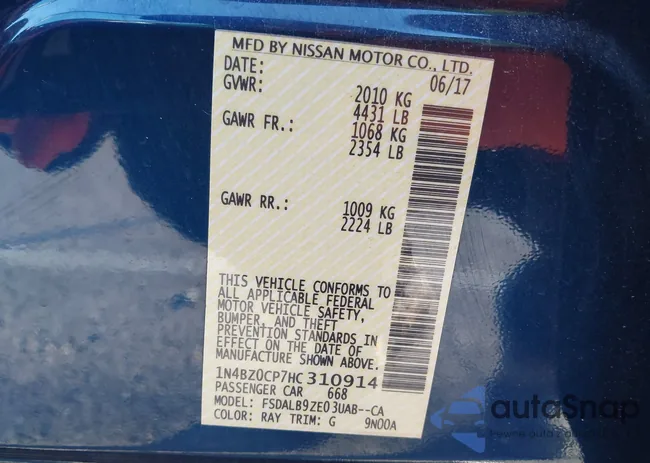 MFD BY NISSAN MOTOR CO., LTD.
DATE: 06/17
GVWR: 2010 KG
4431 LB
GAWR FR.: 1068 KG
2354 LB
GAWR RR.: 1009 KG
2224 LB
THIS VEHICLE CONFORMS TO
ALL APPLICABLE FEDERAL
MOTOR VEHICLE SAFETY,
BUMPER, AND THEFT
PREVENTION STANDARDS IN
EFFECT ON THE DATE OF
MANUFACTURE SHOWN ABOVE.
1N4BZ0CP7HC310914
PASSENGER CAR 668
MODEL: FSDALB9ZE03UAB--CA
COLOR: RAY TRIM: G 9N00A
autoSnap